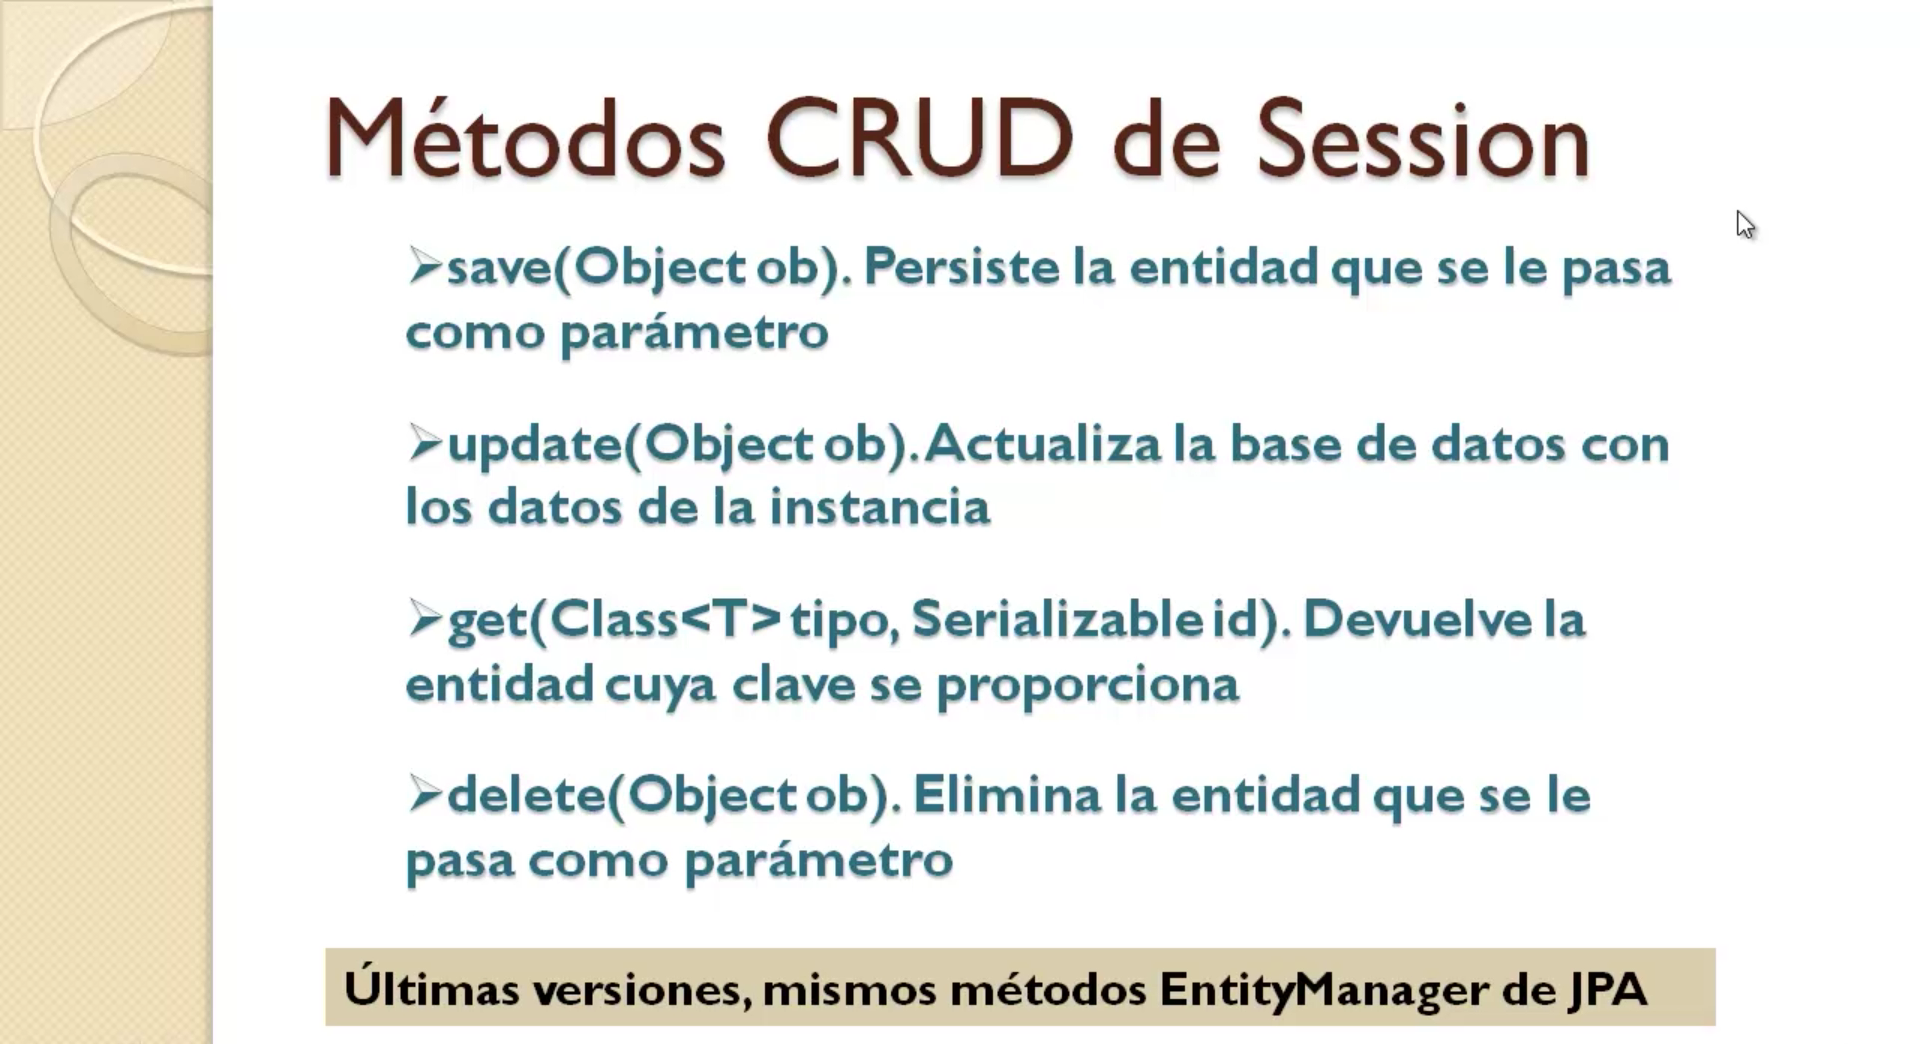 Métodos CRUD de Session
➢save(Object ob). Persiste la entidad que se le pasa
como parámetro
➢update(Object ob). Actualiza la base de datos con
los datos de la instancia
➢get(Class<T> tipo, Serializable id). Devuelve la
entidad cuya clave se proporciona
➢delete(Object ob). Elimina la entidad que se le
pasa como parámetro
Últimas versiones, mismos métodos EntityManager de JPA